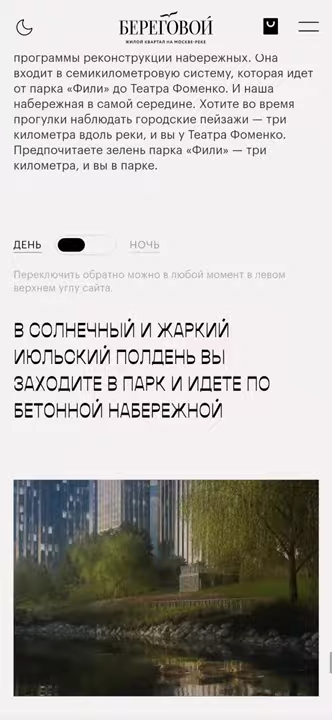 БЕРЕГОВОЙ
ЖИЛОЙ КВАРТАЛ НА МОСКВЕ-РЕКЕ
программы реконструкции набережных. Она
входит в семикилометровую систему, которая идет
от парка «Фили» до Театра Фоменко. И наша
набережная в самой середине. Хотите во время
прогулки наблюдать городские пейзажи — три
километра вдоль реки, и вы у Театра Фоменко.
Предпочитаете зелень парка «Фили» — три
километра, и вы в парке.
ДЕНЬ НОЧЬ
Переключить обратно можно в любой момент в левом
верхнем углу сайта.
В СОЛНЕЧНЫЙ И ЖАРКИЙ
ИЮЛЬСКИЙ ПОЛДЕНЬ ВЫ
ЗАХОДИТЕ В ПАРК И ИДЕТЕ ПО
БЕТОННОЙ НАБЕРЕЖНОЙ